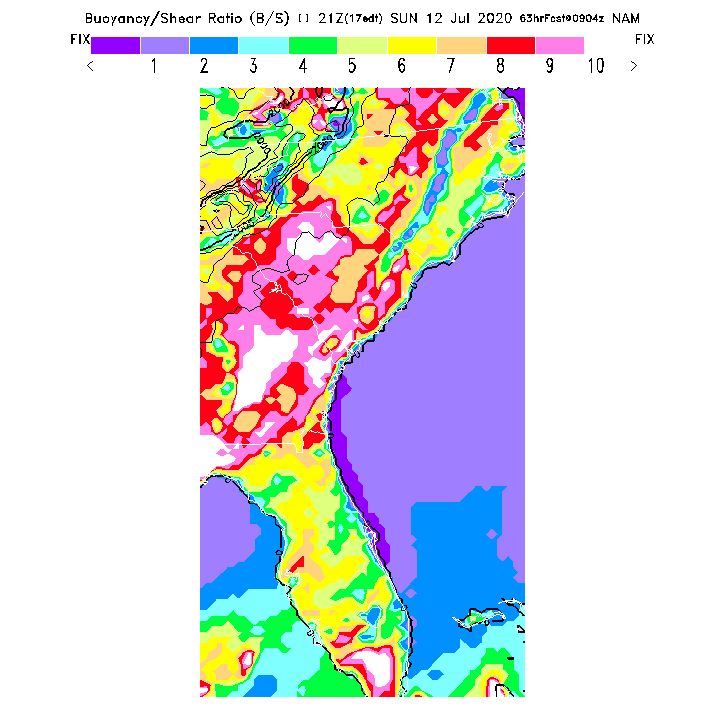 Buoyancy/Shear Ratio (B/S) [] 21Z(17edt) SUN 12 Jul 2020 63hrFcst@0904z NAM
FIX FIX
< 1 2 3 4 5 6 7 8 9 10 >
2000